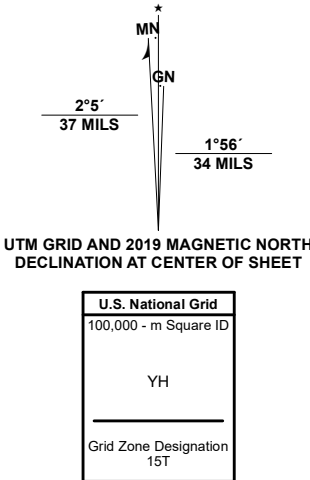 ★
MN
GN
2°5´
37 MILS
1°56´
34 MILS
UTM GRID AND 2019 MAGNETIC NORTH
DECLINATION AT CENTER OF SHEET
U.S. National Grid
100,000 - m Square ID
YH
Grid Zone Designation
15T